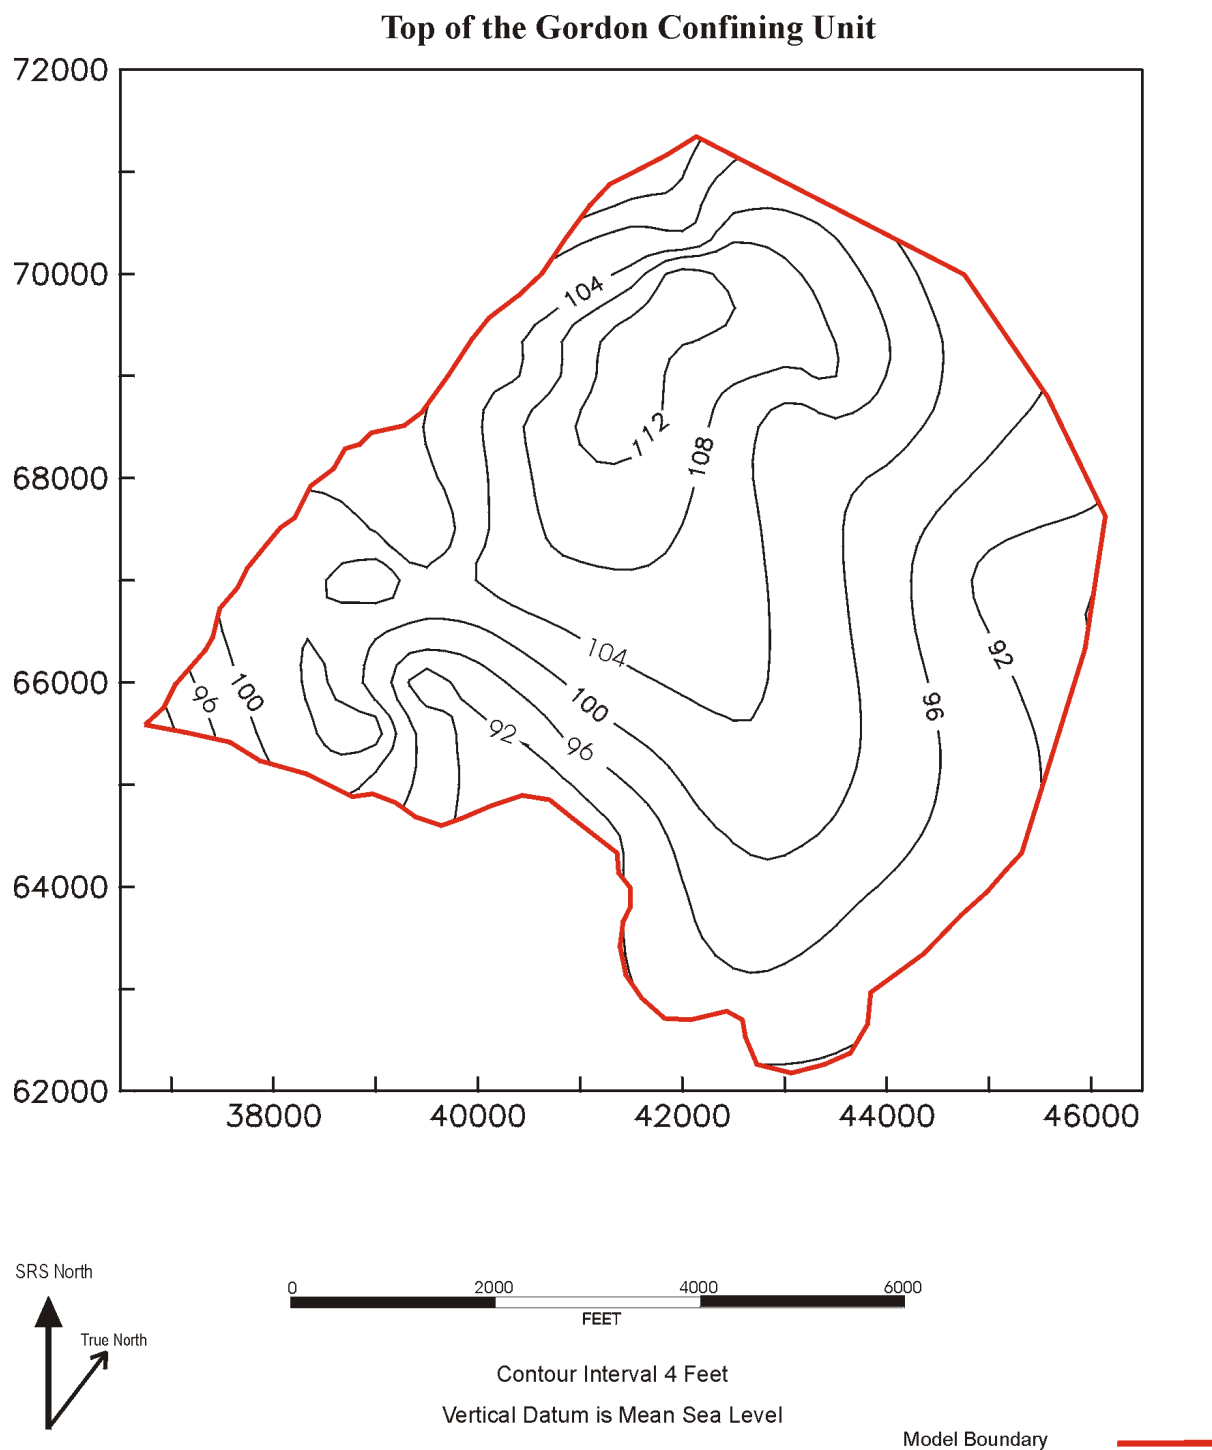 Top of the Gordon Confining Unit
72000
70000
68000
66000
64000
62000
104
112
108
104
100
96
92
92
96
96
100
38000 40000 42000 44000 46000
SRS North
True North
0 2000 4000 6000
FEET
Contour Interval 4 Feet
Vertical Datum is Mean Sea Level
Model Boundary